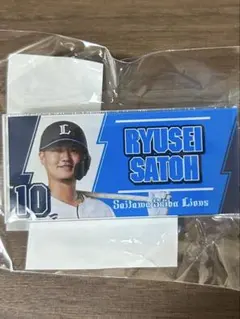 L
RYUSEI
SATOH
10
Saitama Seibu Lions